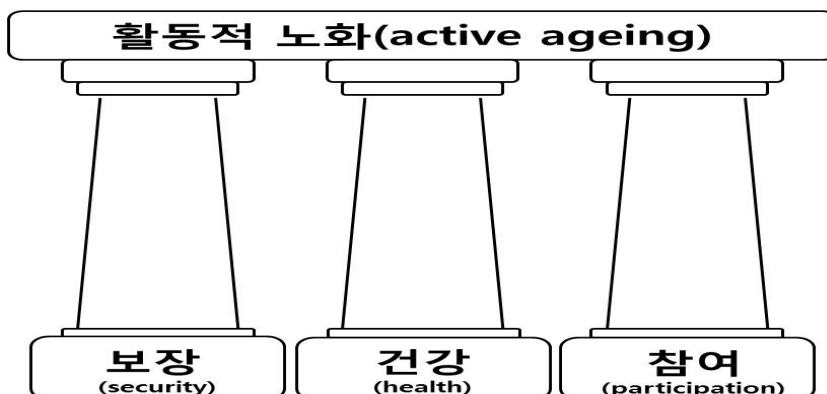 활동적 노화(active ageing)
보장
(security)
건강
(health)
참여
(participation)